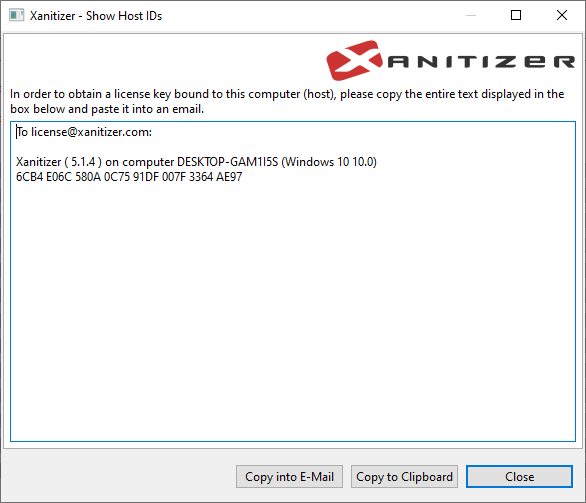 Xanitizer - Show Host IDs
XANITIZER
In order to obtain a license key bound to this computer (host), please copy the entire text displayed in the
box below and paste it into an email.
To license@xanitizer.com:
Xanitizer ( 5.1.4 ) on computer DESKTOP-GAM1I5S (Windows 10 10.0)
6CB4 E06C 580A 0C75 91DF 007F 3364 AE97
Copy into E-Mail
Copy to Clipboard
Close